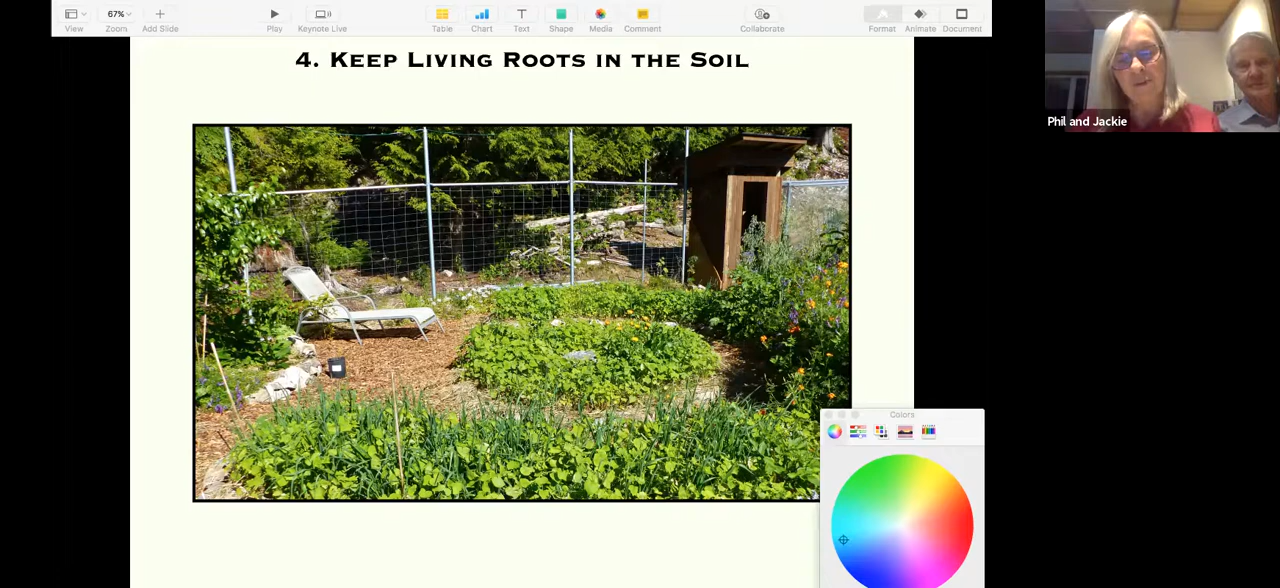 67%
View
Zoom
Add Slide
Play
Keynote Live
Table
Chart
Text
Shape
Media
Comment
Collaborate
Format
Animate
Document
4. Keep Living Roots in the Soil
Phil and Jackie
Colors